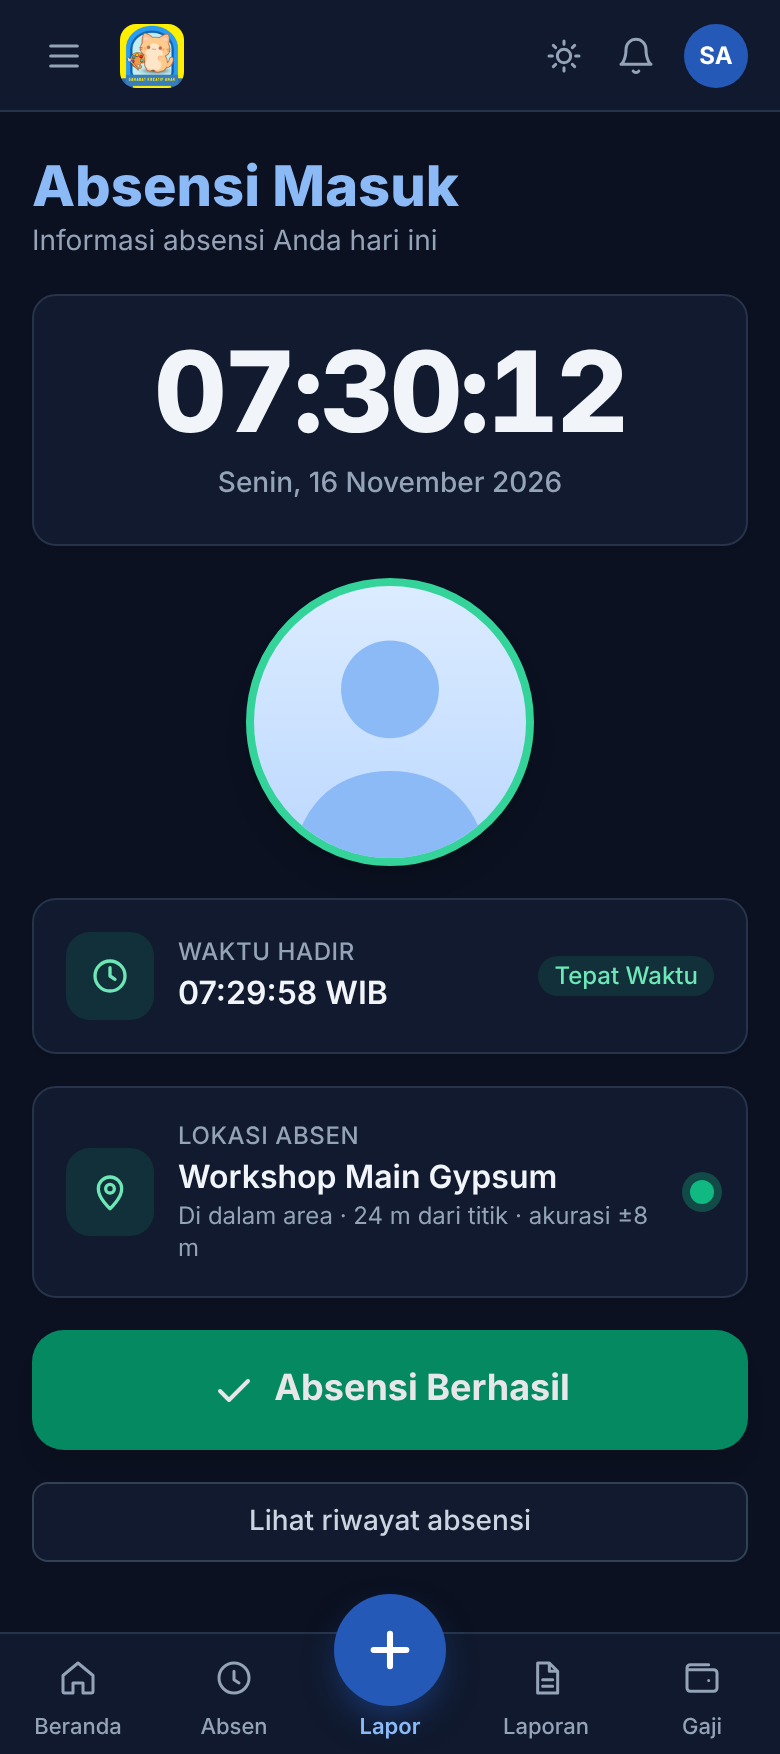 SA
Absensi Masuk
Informasi absensi Anda hari ini
07:30:12
Senin, 16 November 2026
WAKTU HADIR
07:29:58 WIB
Tepat Waktu
LOKASI ABSEN
Workshop Main Gypsum
Di dalam area · 24 m dari titik · akurasi ±8
m
Absensi Berhasil
Lihat riwayat absensi
Beranda
Absen
Lapor
Laporan
Gaji